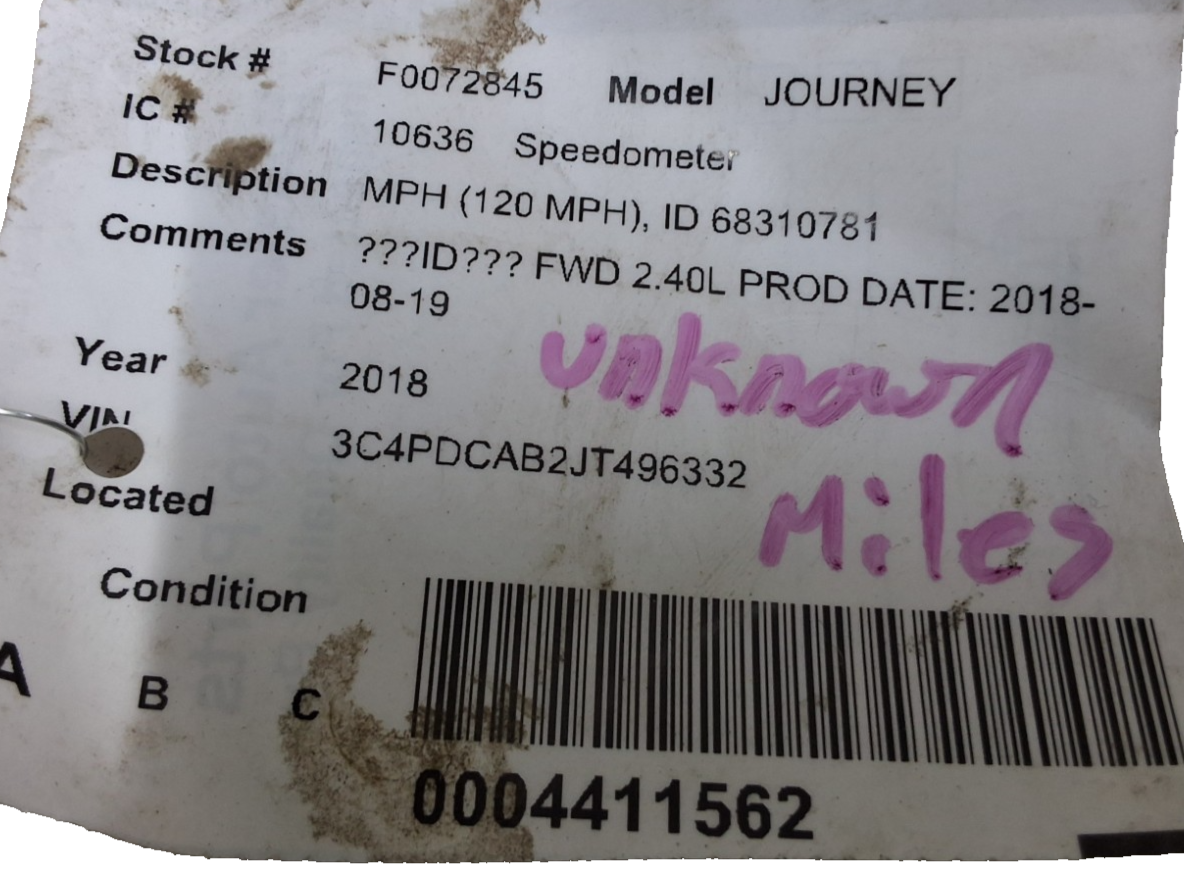 Stock # F0072845 Model JOURNEY
IC # 10636 Speedometer
Description MPH (120 MPH), ID 68310781
Comments ???ID??? FWD 2.40L PROD DATE: 2018-
08-19
Year 2018 unknown
VIN 3C4PDCAB2JT496332
Miles
Located
Condition
A B C
0004411562